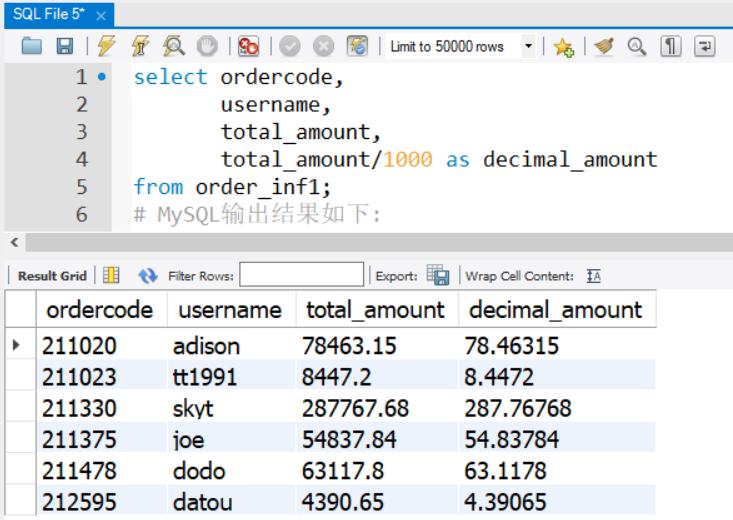 SQL File 5*
Limit to 50000 rows
1 select ordercode,
2 username,
3 total_amount,
4 total_amount/1000 as decimal_amount
5 from order_inf1;
6 # MySQL输出结果如下:
Result Grid Filter Rows: Export: Wrap Cell Content:
ordercode username total_amount decimal_amount
211020 adison 78463.15 78.46315
211023 tt1991 8447.2 8.4472
211330 skyt 287767.68 287.76768
211375 joe 54837.84 54.83784
211478 dodo 63117.8 63.1178
212595 datou 4390.65 4.39065